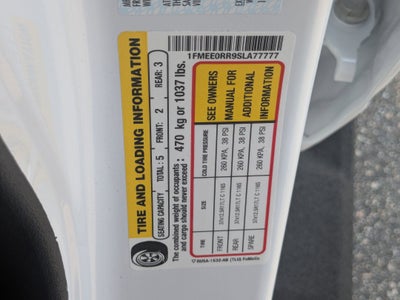 1FMEE0RR9SLA77777
TIRE AND LOADING INFORMATION
SEATING CAPACITY TOTAL: 5 FRONT: 2 REAR: 3
The combined weight of occupants
and cargo should never exceed: 470 kg or 1037 lbs.
TIRE SIZE COLD TIRE PRESSURE
FRONT 260 KPA, 38 PSI
REAR 260 KPA, 38 PSI
SPARE 260 KPA, 38 PSI
SEE OWNERS
MANUAL FOR
ADDITIONAL
INFORMATION